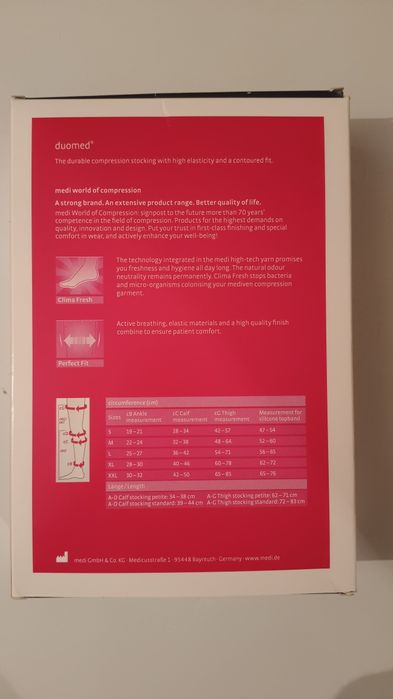 duomed®
The durable compression stocking with high elasticity and a contoured fit.
medi world of compression
A strong brand. An extensive product range. Better quality of life.
medi World of Compression: signpost to the future more than 70 years'
competence in the field of compression. Products for the highest demands on
quality, innovation and design. Put your trust in first-class finishing and special
comfort in wear, and actively enhance your well-being!
The technology integrated in the medi high-tech yarn promises
you freshness and hygiene all day long. The natural odour
neutrality remains permanently. Clima Fresh stops bacteria
and micro-organisms colonising your mediven compression
garment.
Clima Fresh
Active breathing, elastic materials and a high quality finish
combine to ensure patient comfort.
Perfect Fit
circumference (cm)
Sizes cB Ankle measurement cC Calf measurement cG Thigh measurement Measurement for silicone topband
S 19–21 28–34 42–57 47–54
M 22–24 32–38 48–64 52–60
L 25–27 36–42 54–71 56–65
XL 28–30 40–46 60–78 62–72
XXL 30–32 42–50 65–85 65–76
Länge/Length
A-D Calf stocking petite: 34–38 cm A-G Thigh stocking petite: 62–71 cm
A-D Calf stocking standard: 39–44 cm A-G Thigh stocking standard: 72–83 cm
medi GmbH & Co. KG · Medicusstraße 1 · 95448 Bayreuth · Germany · www.medi.de